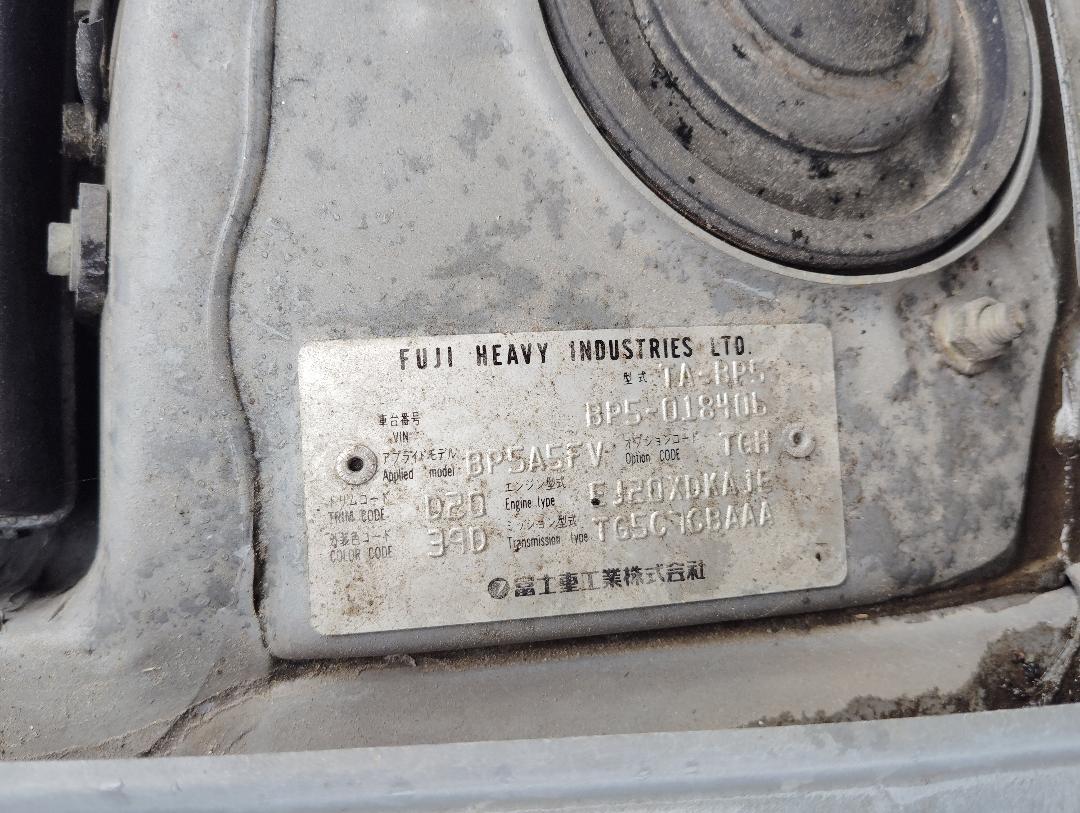 FUJI HEAVY INDUSTRIES LTD.
型式 TA-BP5
車台番号 VIN BP5-018406
アプライドモデル Applied model BP5A5FV オプションコード Option CODE TGH
トリムコード TRIM CODE D20 エンジン型式 Engine type EJ20XDKAJE
外装色コード COLOR CODE 39D ミッション型式 Transmission type TG5C7CBAAA
富士重工業株式会社